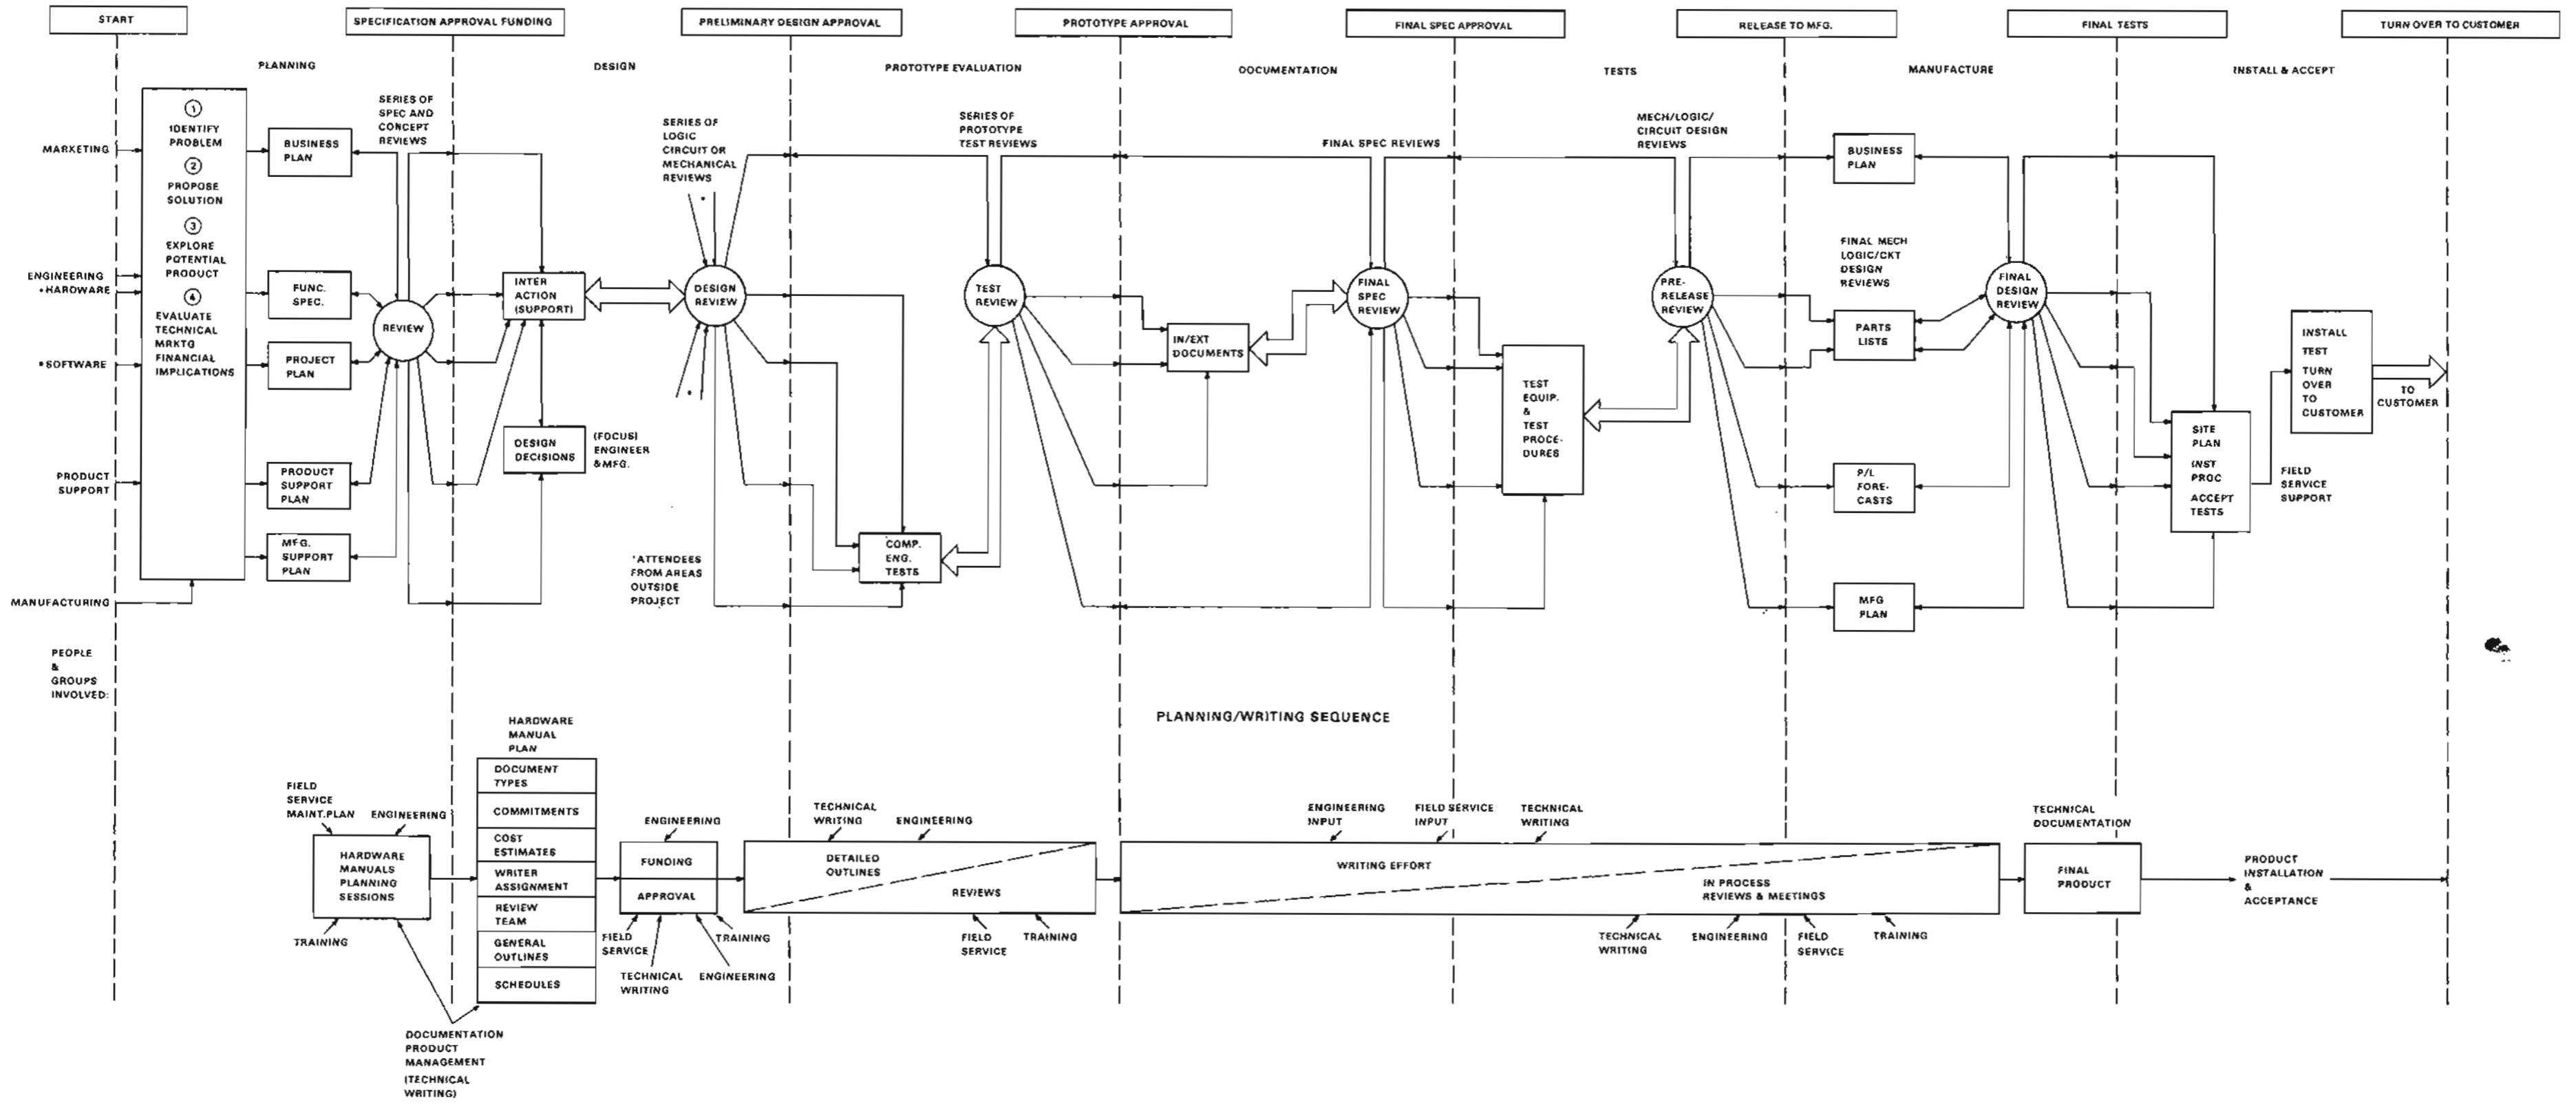 START
SPECIFICATION APPROVAL FUNDING
PRELIMINARY DESIGN APPROVAL
PROTOTYPE APPROVAL
FINAL SPEC APPROVAL
RELEASE TO MFG.
FINAL TESTS
TURN OVER TO CUSTOMER
PLANNING
DESIGN
PROTOTYPE EVALUATION
DOCUMENTATION
TESTS
MANUFACTURE
INSTALL & ACCEPT
MARKETING
ENGINEERING
*HARDWARE
*SOFTWARE
PRODUCT
SUPPORT
MANUFACTURING
PEOPLE
&
GROUPS
INVOLVED:
1
IDENTIFY
PROBLEM
2
PROPOSE
SOLUTION
3
EXPLORE
POTENTIAL
PRODUCT
4
EVALUATE
TECHNICAL
MRKTG
FINANCIAL
IMPLICATIONS
BUSINESS
PLAN
FUNC.
SPEC.
PROJECT
PLAN
PRODUCT
SUPPORT
PLAN
MFG.
SUPPORT
PLAN
SERIES OF
SPEC AND
CONCEPT
REVIEWS
REVIEW
INTER
ACTION
(SUPPORT)
DESIGN
DECISIONS
(FOCUS)
ENGINEER
& MFG.
SERIES OF
LOGIC
CIRCUIT OR
MECHANICAL
REVIEWS
*
DESIGN
REVIEW
*
*ATTENDEES
FROM AREAS
OUTSIDE
PROJECT
COMP.
ENG.
TESTS
SERIES OF
PROTOTYPE
TEST REVIEWS
TEST
REVIEW
IN/EXT
DOCUMENTS
FINAL SPEC REVIEWS
FINAL
SPEC
REVIEW
TEST
EQUIP.
&
TEST
PROCE-
DURES
MECH/LOGIC/
CIRCUIT DESIGN
REVIEWS
PRE-
RELEASE
REVIEW
BUSINESS
PLAN
FINAL MECH
LOGIC/CKT
DESIGN
REVIEWS
PARTS
LISTS
P/L
FORE-
CASTS
MFG
PLAN
FINAL
DESIGN
REVIEW
SITE
PLAN
INST
PROC
ACCEPT
TESTS
FIELD
SERVICE
SUPPORT
INSTALL
TEST
TURN
OVER
TO
CUSTOMER
TO
CUSTOMER
PLANNING/WRITING SEQUENCE
FIELD
SERVICE
MAINT.PLAN
ENGINEERING
HARDWARE
MANUALS
PLANNING
SESSIONS
TRAINING
DOCUMENTATION
PRODUCT
MANAGEMENT
(TECHNICAL
WRITING)
HARDWARE
MANUAL
PLAN
DOCUMENT
TYPES
COMMITMENTS
COST
ESTIMATES
WRITER
ASSIGNMENT
REVIEW
TEAM
GENERAL
OUTLINES
SCHEDULES
ENGINEERING
FUNDING
APPROVAL
FIELD
SERVICE
TECHNICAL
WRITING
ENGINEERING
TRAINING
TECHNICAL
WRITING
ENGINEERING
DETAILED
OUTLINES
REVIEWS
FIELD
SERVICE
TRAINING
ENGINEERING
INPUT
FIELD SERVICE
INPUT
TECHNICAL
WRITING
WRITING EFFORT
IN PROCESS
REVIEWS & MEETINGS
TECHNICAL
WRITING
ENGINEERING
FIELD
SERVICE
TRAINING
TECHNICAL
DOCUMENTATION
FINAL
PRODUCT
PRODUCT
INSTALLATION
&
ACCEPTANCE